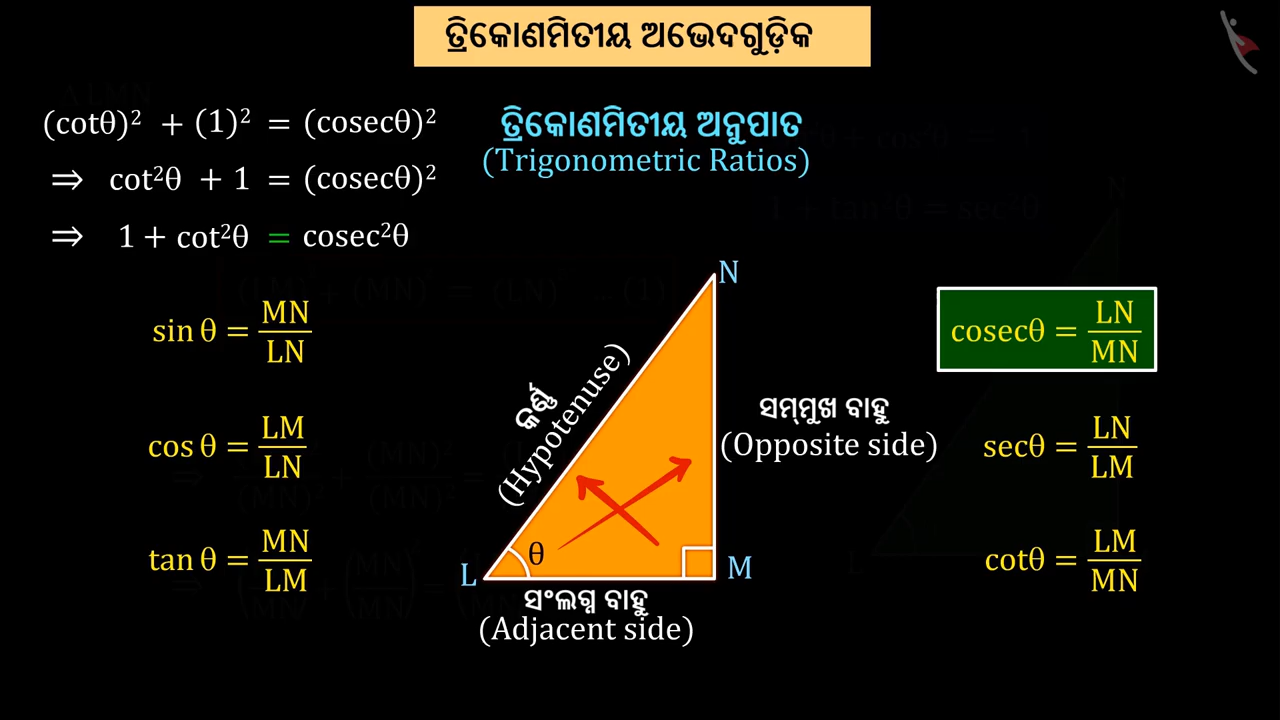 ତ୍ରିକୋଣମିତୀୟ ଅଭେଦଗୁଡ଼ିକ
(cotθ)² + (1)² = (cosecθ)²
⇒ cot²θ + 1 = (cosecθ)²
⇒ 1 + cot²θ = cosec²θ
ତ୍ରିକୋଣମିତୀୟ ଅନୁପାତ
(Trigonometric Ratios)
sin θ = MN/LN
cos θ = LM/LN
tan θ = MN/LM
N
କର୍ଣ୍ଣ
(Hypotenuse)
ସମ୍ମୁଖ ବାହୁ
(Opposite side)
θ
L
M
ସଂଲଗ୍ନ ବାହୁ
(Adjacent side)
cosecθ = LN/MN
secθ = LN/LM
cotθ = LM/MN